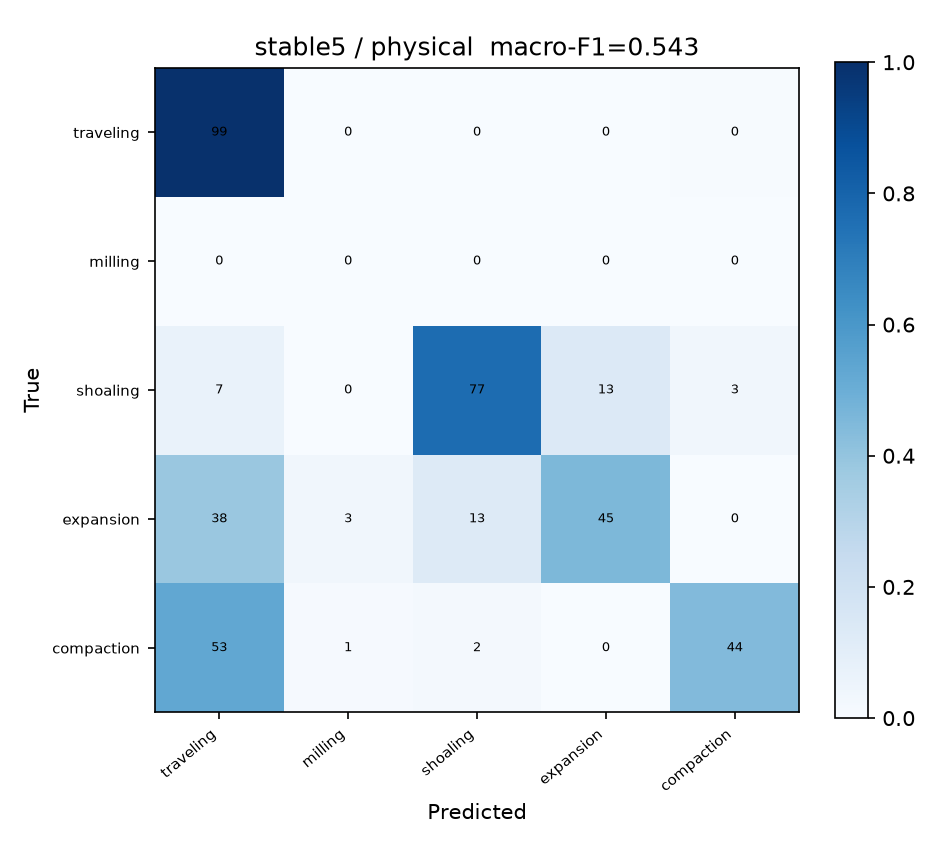 stable5 / physical  macro-F1=0.543
1.0
traveling 99 0 0 0 0
0.8
milling 0 0 0 0 0
0.6
shoaling 7 0 77 13 3
0.4
expansion 38 3 13 45 0
0.2
compaction 53 1 2 0 44
0.0
True
traveling milling shoaling expansion compaction
Predicted